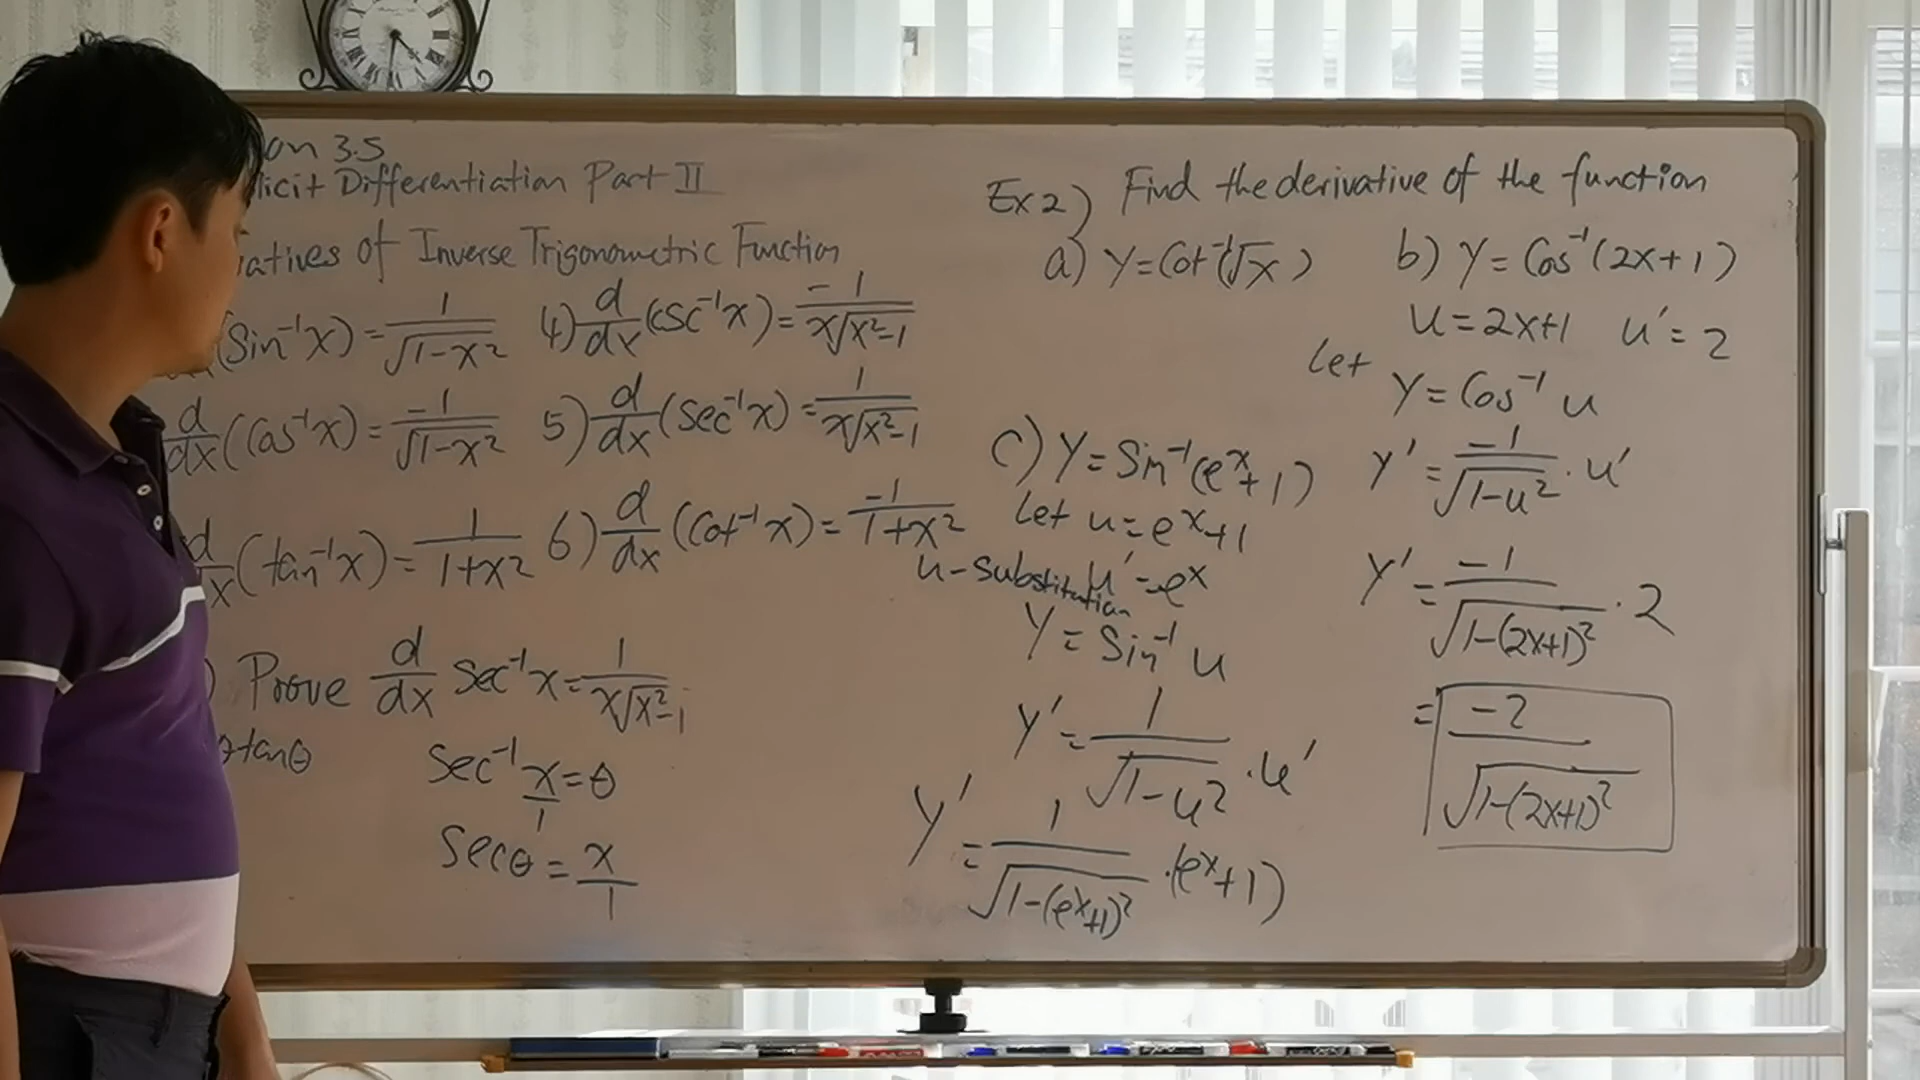 on 3.5
licit Differentiation Part II
atives of Inverse Trigonometric Function
(Sin⁻¹x) = 1/√(1-x²) 4) d/dx (csc⁻¹x) = -1/x√(x²-1)
d/dx (Cos⁻¹x) = -1/√(1-x²) 5) d/dx (sec⁻¹x) = 1/x√(x²-1)
d/dx (tan⁻¹x) = 1/1+x² 6) d/dx (Cot⁻¹x) = -1/1+x²
) Prove d/dx sec⁻¹x = 1/x√(x²-1)
θtanθ
sec⁻¹ x/1 = θ
secθ = x/1
Ex 2) Find the derivative of the function
a) y = Cot⁻¹(√x)
c) y = Sin⁻¹(eˣ+1)
Let u = eˣ+1
u-substitution u' = eˣ
y = Sin⁻¹ u
y' = 1/√(1-u²) · u'
y' = 1/√(1-(eˣ+1)²) · (eˣ+1)
b) y = Cos⁻¹(2x+1)
u = 2x+1 u' = 2
Let y = Cos⁻¹ u
y' = -1/√(1-u²) · u'
y' = -1/√(1-(2x+1)²) · 2
= -2/√(1-(2x+1)²)